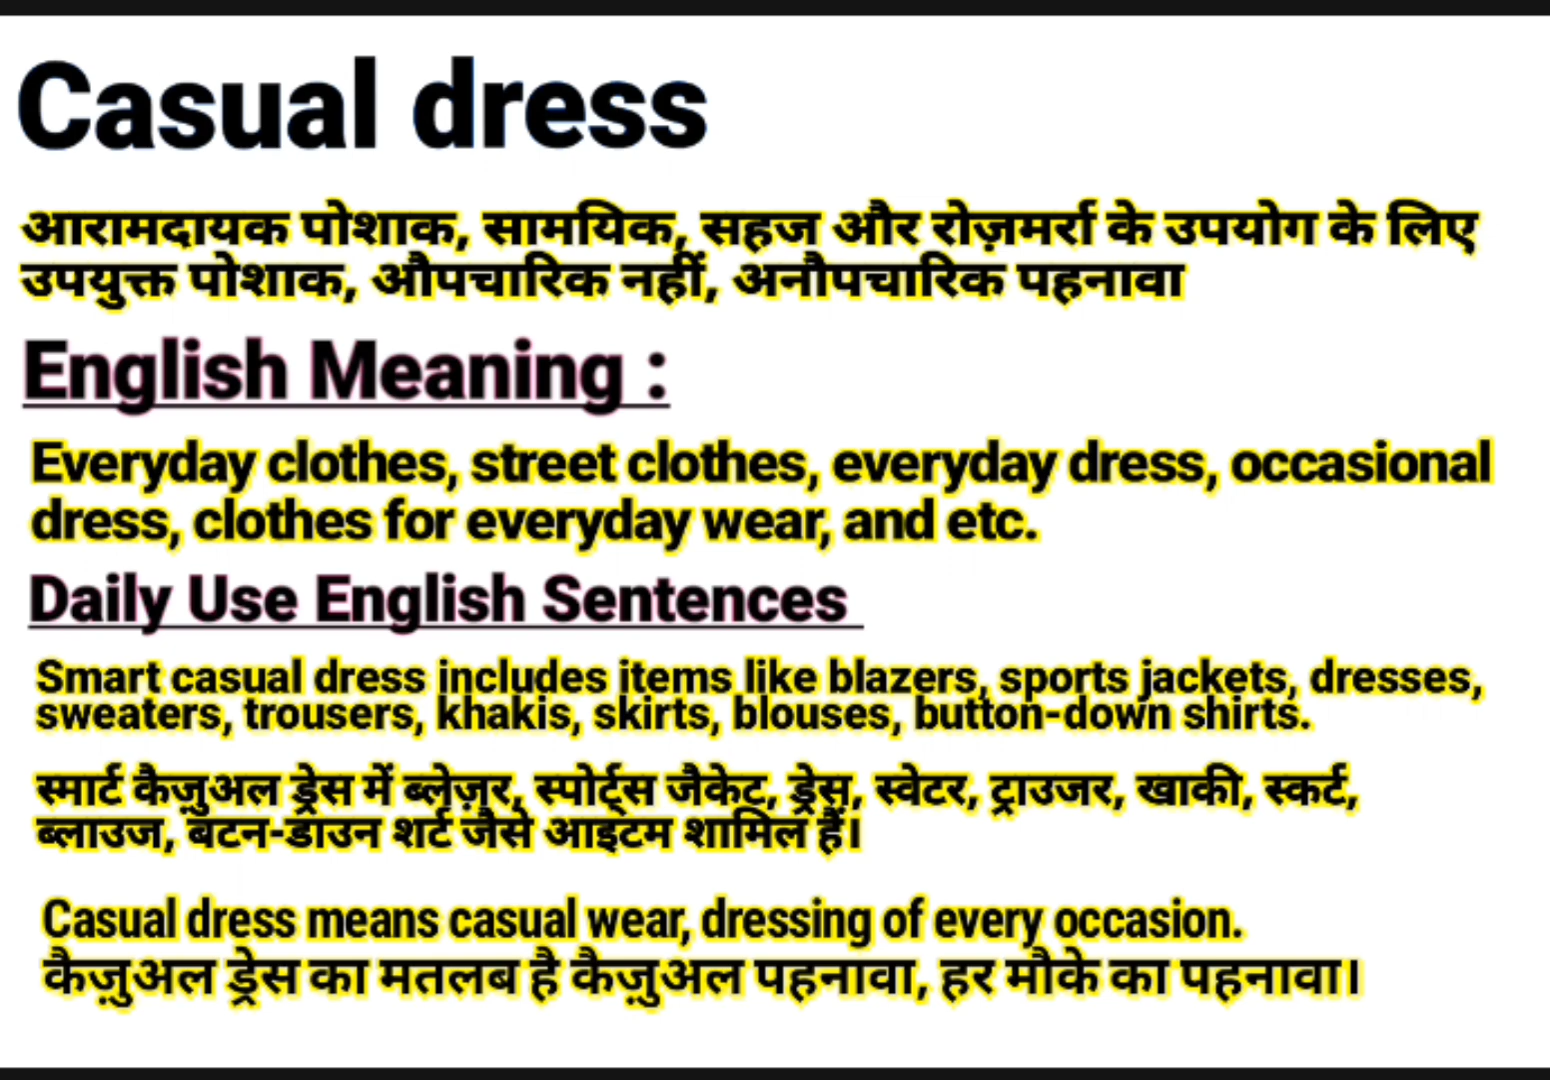 Casual dress
आरामदायक पोशाक, सामयिक, सहज और रोज़मर्रा के उपयोग के लिए
उपयुक्त पोशाक, औपचारिक नहीं, अनौपचारिक पहनावा
English Meaning :
Everyday clothes, street clothes, everyday dress, occasional
dress, clothes for everyday wear, and etc.
Daily Use English Sentences
Smart casual dress includes items like blazers, sports jackets, dresses,
sweaters, trousers, khakis, skirts, blouses, button-down shirts.
स्मार्ट कैज़ुअल ड्रेस में ब्लेज़र, स्पोर्ट्स जैकेट, ड्रेस, स्वेटर, ट्राउजर, खाकी, स्कर्ट,
ब्लाउज, बटन-डाउन शर्ट जैसे आइटम शामिल हैं।
Casual dress means casual wear, dressing of every occasion.
कैज़ुअल ड्रेस का मतलब है कैज़ुअल पहनावा, हर मौके का पहनावा।